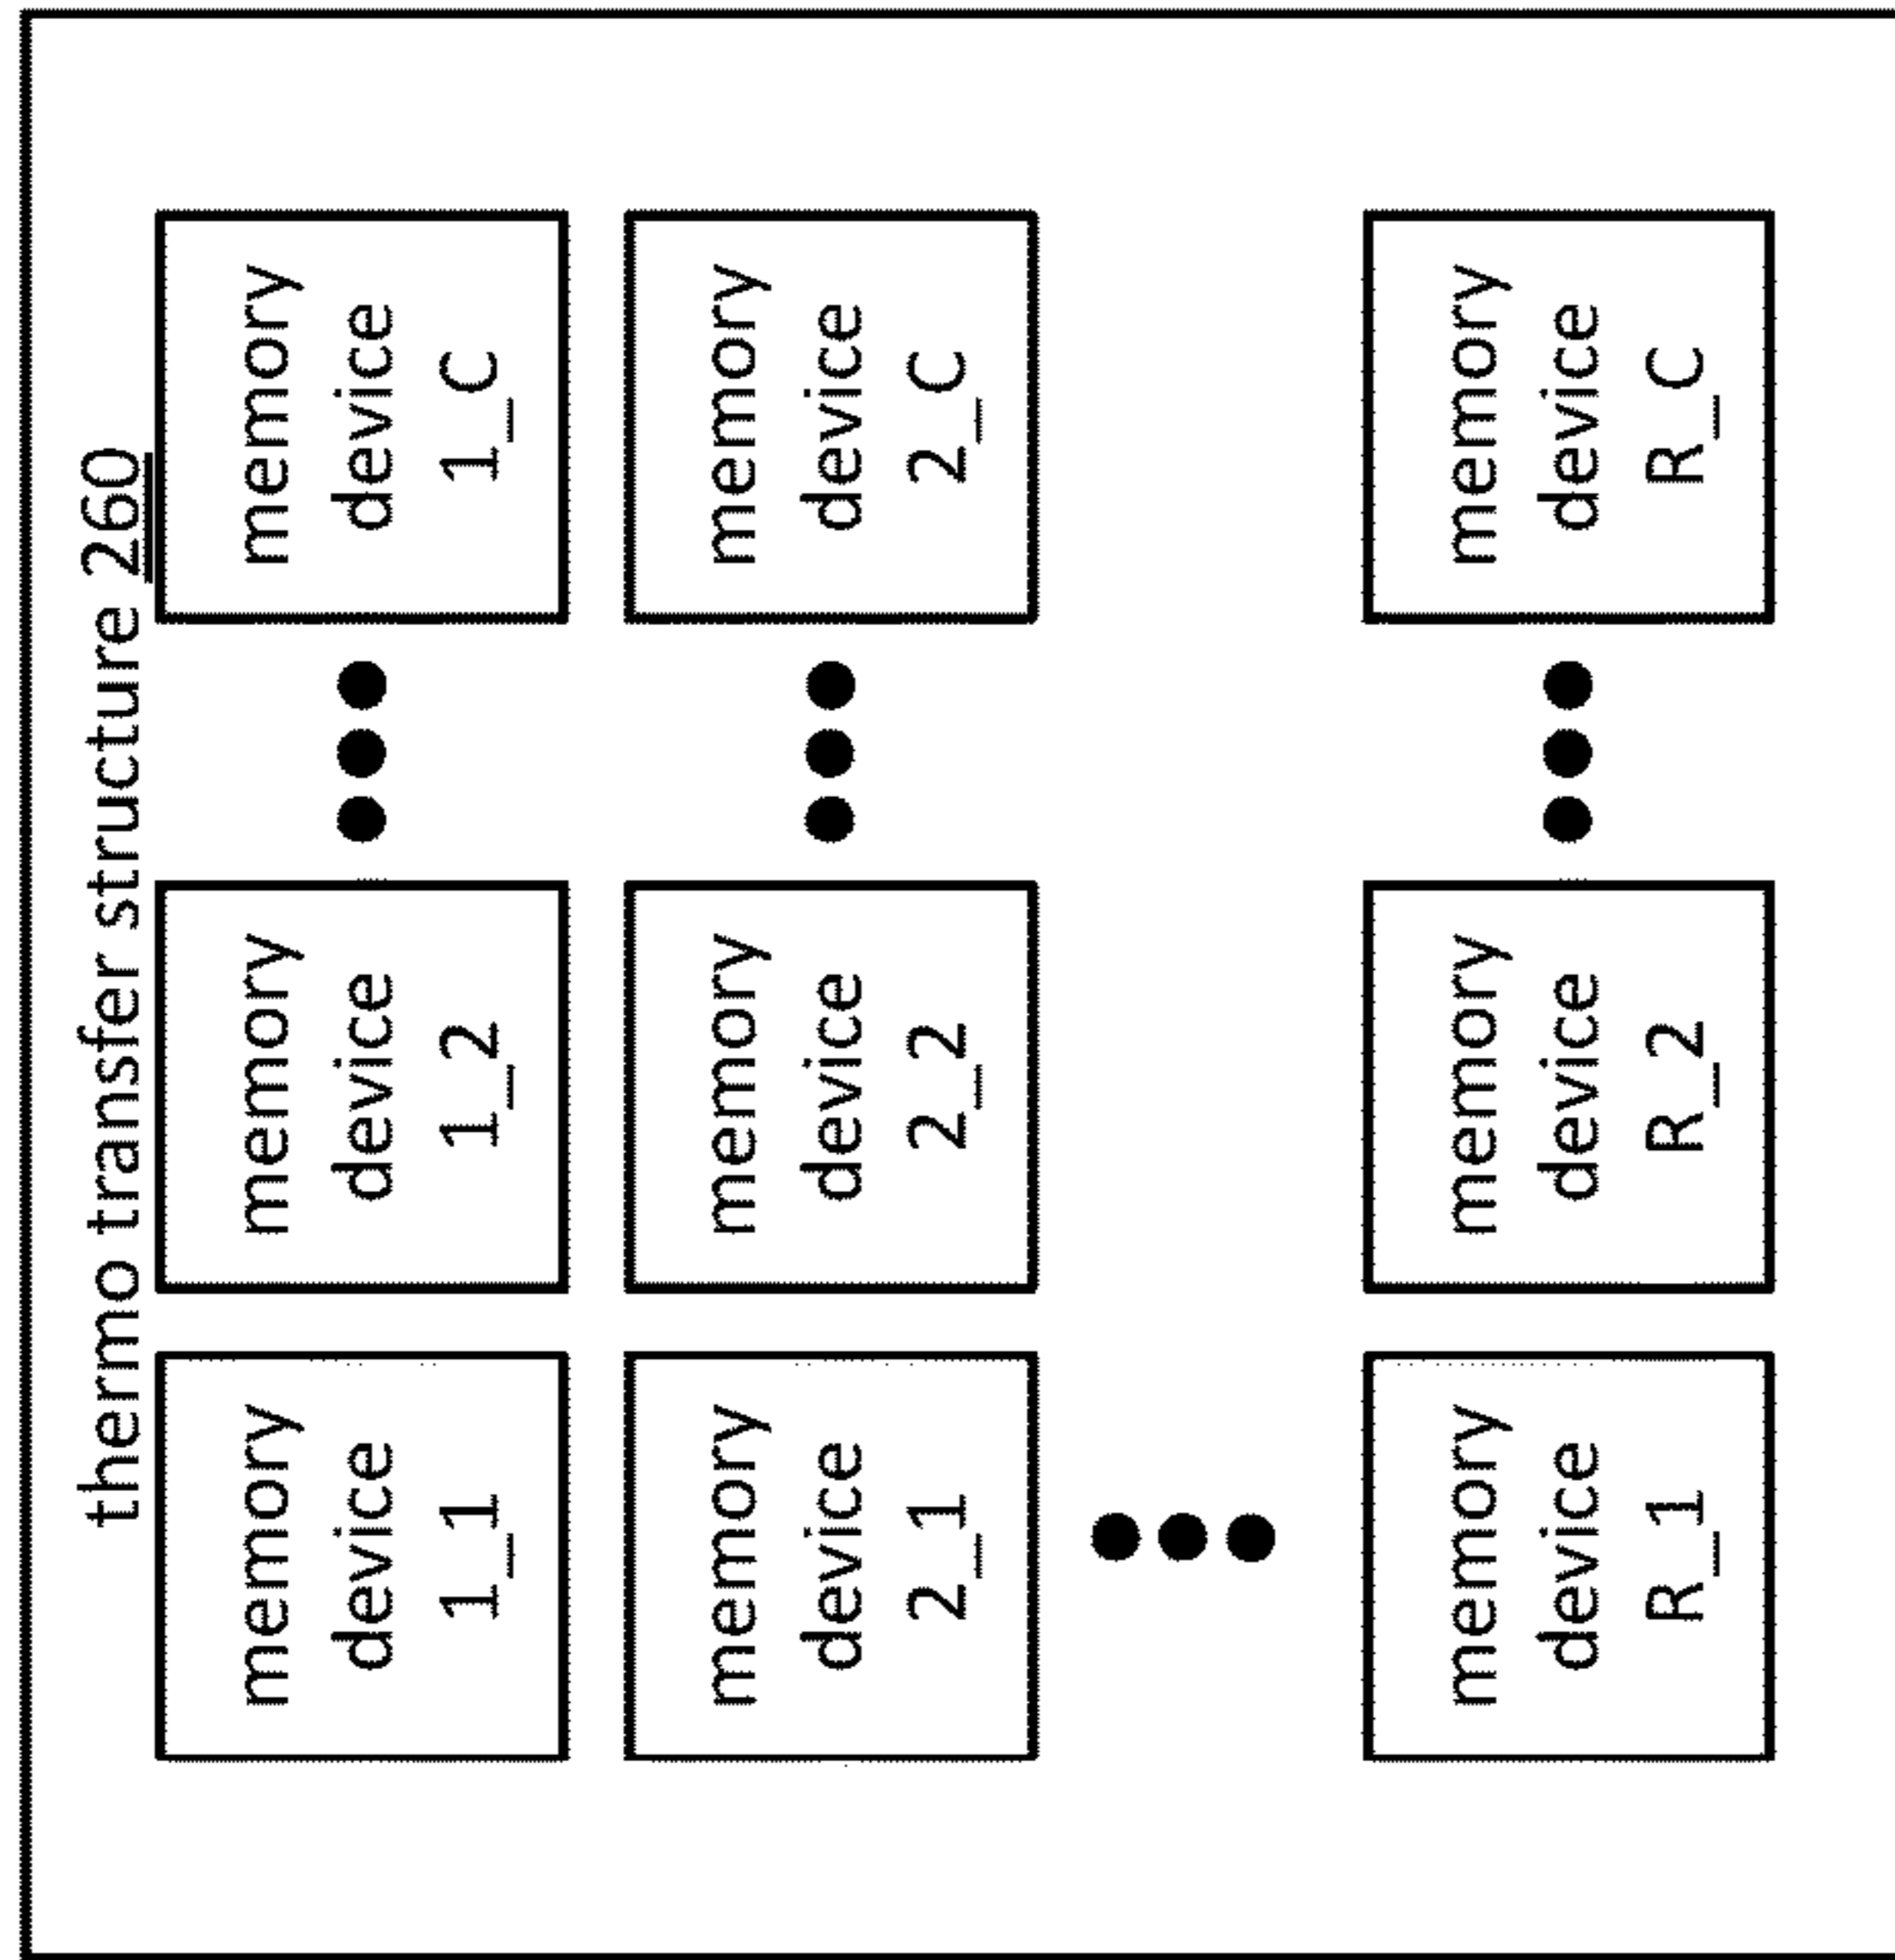 thermo transfer structure 260
memory
device
1_1
memory
device
1_2
memory
device
1_C
memory
device
2_1
memory
device
2_2
memory
device
2_C
memory
device
R_1
memory
device
R_2
memory
device
R_C